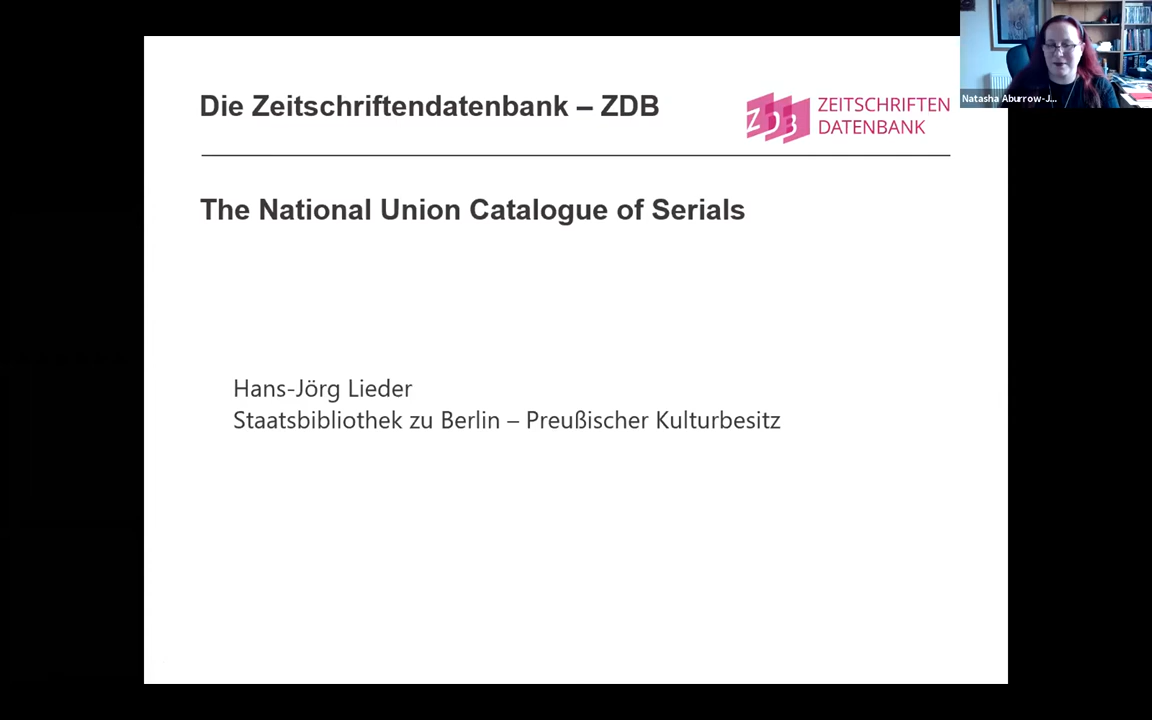 Die Zeitschriftendatenbank – ZDB
ZDB
ZEITSCHRIFTEN
DATENBANK
Natasha Aburrow-J...
The National Union Catalogue of Serials
Hans-Jörg Lieder
Staatsbibliothek zu Berlin – Preußischer Kulturbesitz